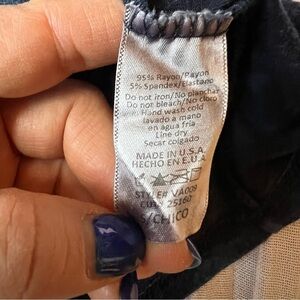 95% Rayon/Rayon
5% Spandex/Elastano
Do not iron/No planchar
Do not bleach/No cloro
Hand wash cold
lavado a mano
en agua fria
Line dry
Secar colgado
MADE IN U.S.A.
HECHO EN E.U.A.
STYLE# VA009
CUT# 25160
S/CHICO